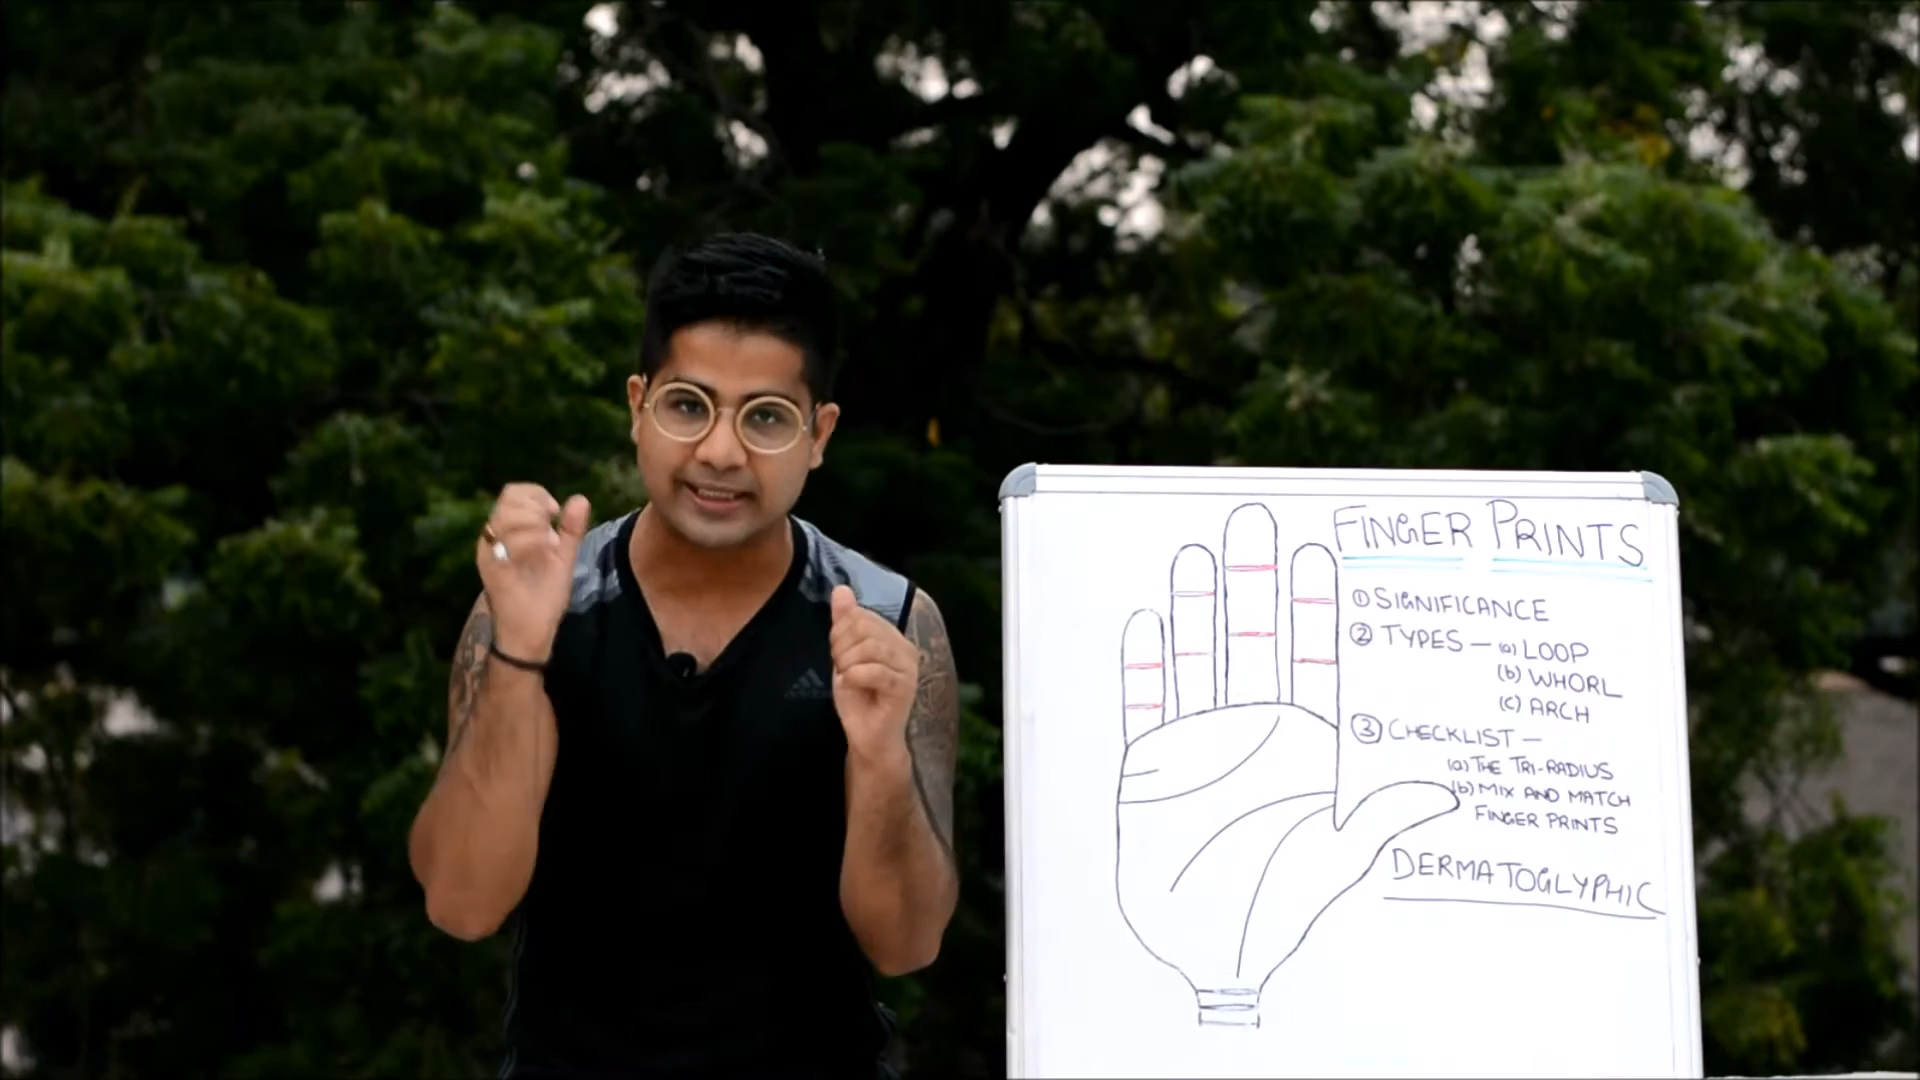 FINGER PRINTS
① SIGNIFICANCE
② TYPES — (a) LOOP
(b) WHORL
(c) ARCH
③ CHECKLIST —
(a) THE TRI-RADIUS
(b) MIX AND MATCH
FINGER PRINTS
DERMATOGLYPHIC